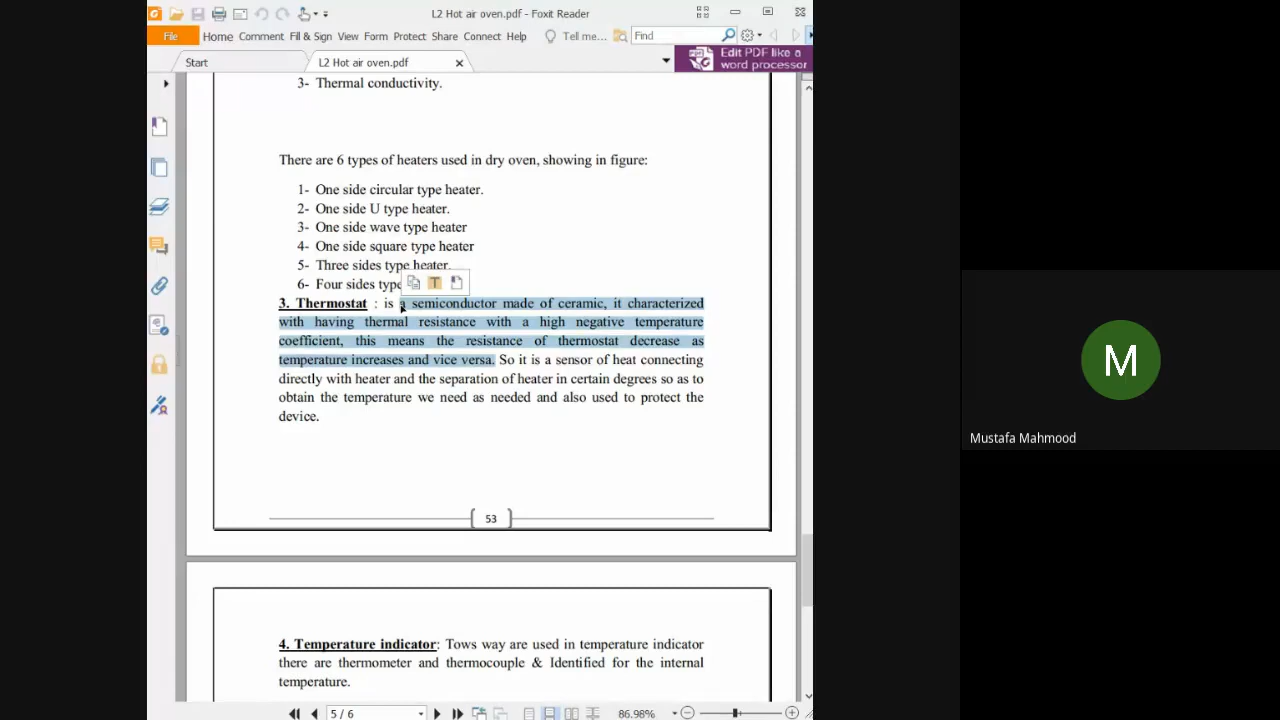 L2 Hot air oven.pdf - Foxit Reader
File Home Comment Fill & Sign View Form Protect Share Connect Help Tell me... Find
Start L2 Hot air oven.pdf
Edit PDF like a
word processor
3- Thermal conductivity.
There are 6 types of heaters used in dry oven, showing in figure:
1- One side circular type heater.
2- One side U type heater.
3- One side wave type heater
4- One side square type heater
5- Three sides type heater.
6- Four sides type
3. Thermostat : is a semiconductor made of ceramic, it characterized
with having thermal resistance with a high negative temperature
coefficient, this means the resistance of thermostat decrease as
temperature increases and vice versa. So it is a sensor of heat connecting
directly with heater and the separation of heater in certain degrees so as to
obtain the temperature we need as needed and also used to protect the
device.
53
4. Temperature indicator: Tows way are used in temperature indicator
there are thermometer and thermocouple & Identified for the internal
temperature.
5 / 6 86.98%
M
Mustafa Mahmood